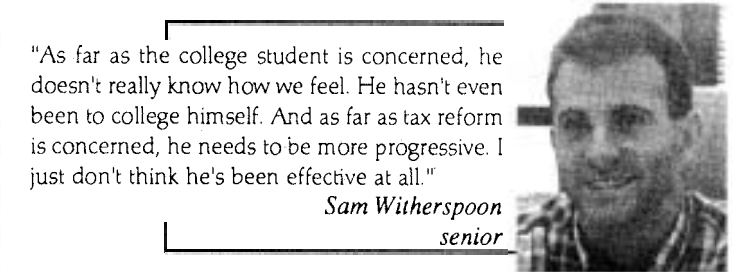 "As far as the college student is concerned, he
doesn't really know how we feel. He hasn't even
been to college himself. And as far as tax reform
is concerned, he needs to be more progressive. I
just don't think he's been effective at all."
Sam Witherspoon
senior